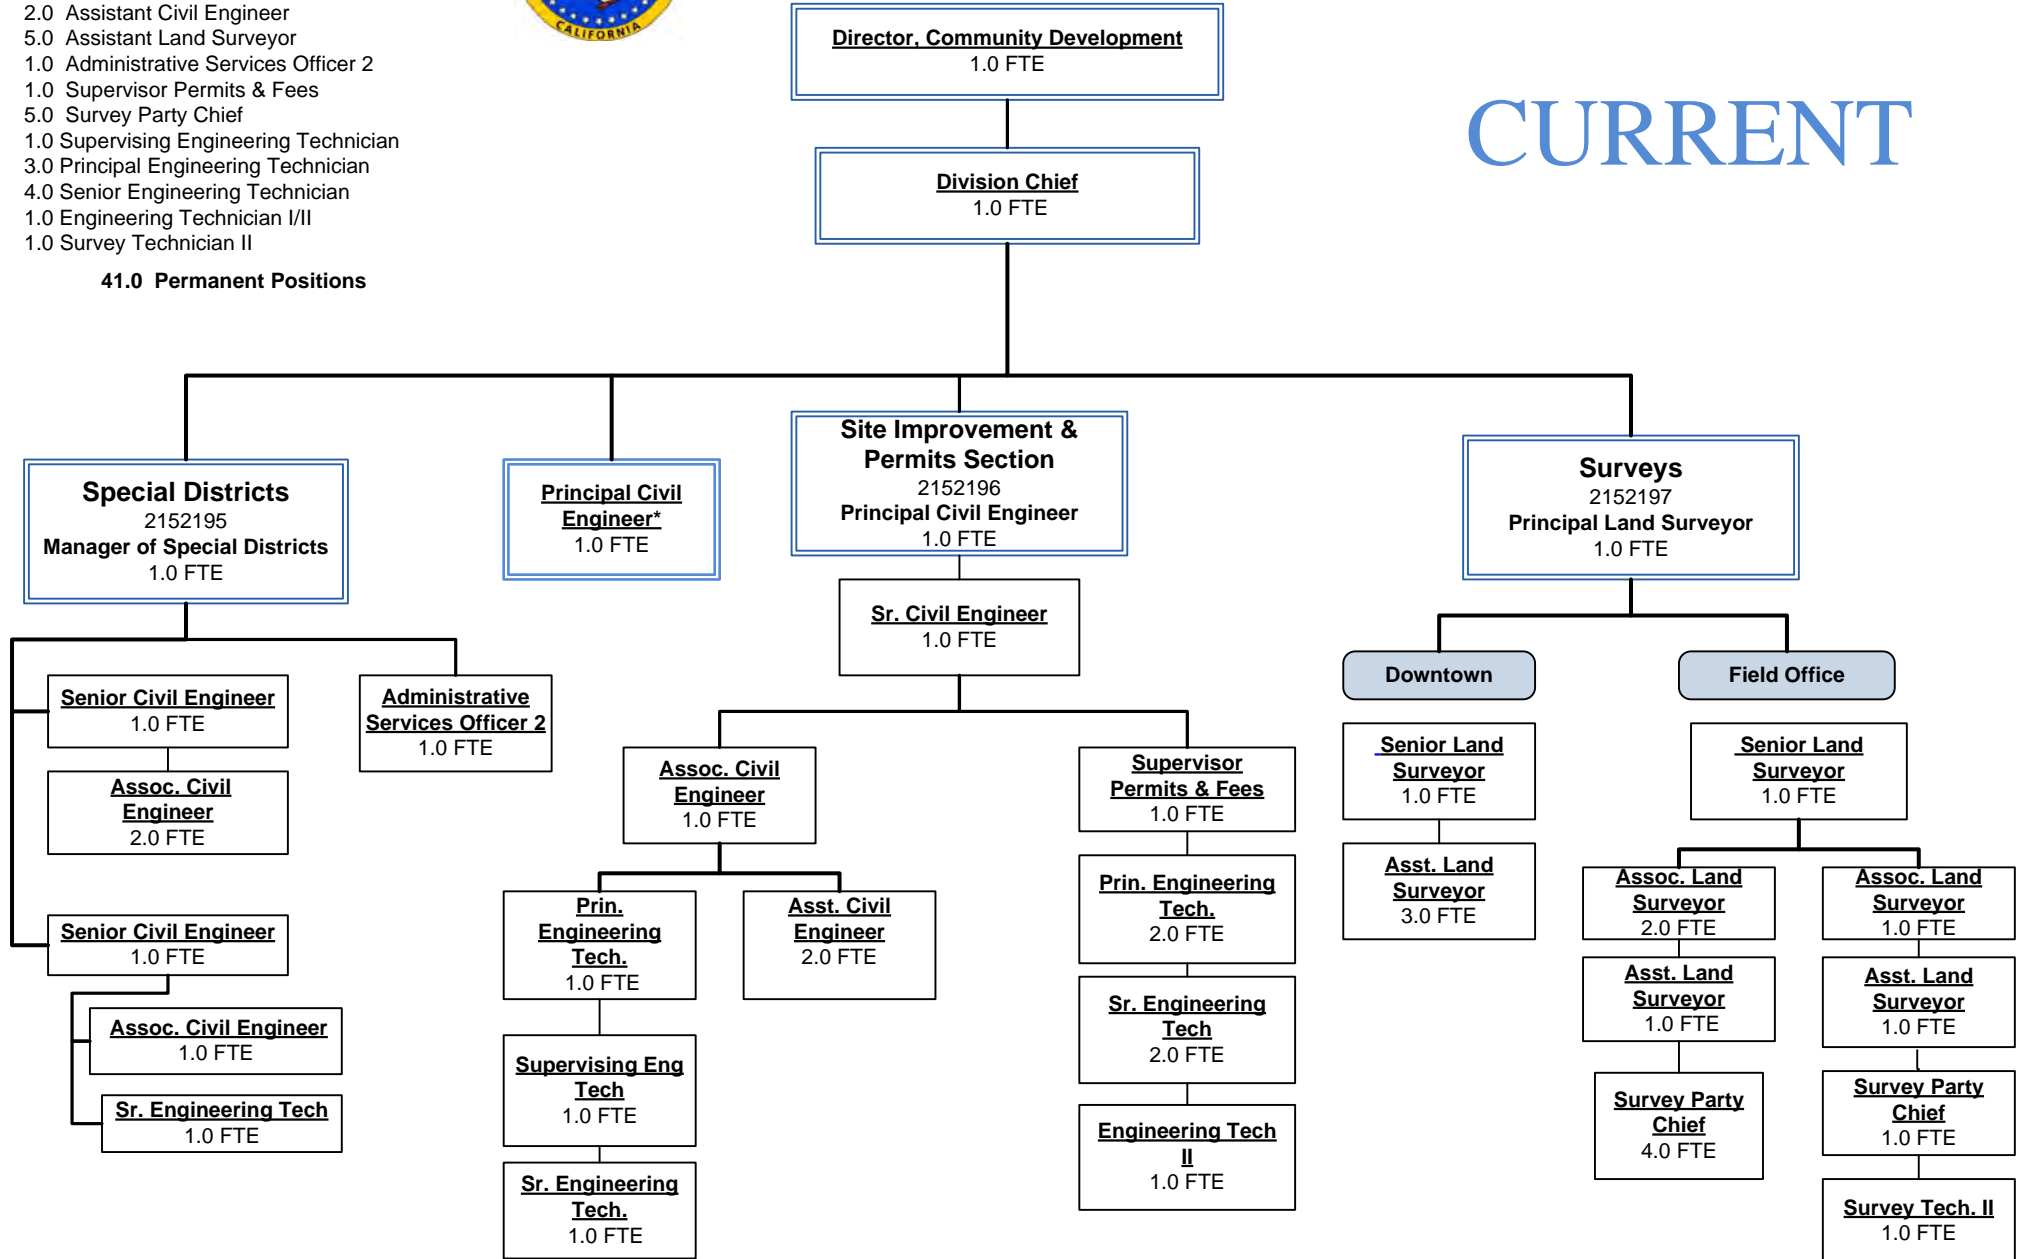 2.0 Assistant Civil Engineer
5.0 Assistant Land Surveyor
1.0 Administrative Services Officer 2
1.0 Supervisor Permits & Fees
5.0 Survey Party Chief
1.0 Supervising Engineering Technician
3.0 Principal Engineering Technician
4.0 Senior Engineering Technician
1.0 Engineering Technician I/II
1.0 Survey Technician II
41.0 Permanent Positions
CALIFORNIA
Director, Community Development
1.0 FTE
CURRENT
Division Chief
1.0 FTE
Special Districts
2152195
Manager of Special Districts
1.0 FTE
Principal Civil
Engineer*
1.0 FTE
Site Improvement &
Permits Section
2152196
Principal Civil Engineer
1.0 FTE
Surveys
2152197
Principal Land Surveyor
1.0 FTE
Senior Civil Engineer
1.0 FTE
Assoc. Civil
Engineer
2.0 FTE
Senior Civil Engineer
1.0 FTE
Assoc. Civil Engineer
1.0 FTE
Sr. Engineering Tech
1.0 FTE
Administrative
Services Officer 2
1.0 FTE
Sr. Civil Engineer
1.0 FTE
Assoc. Civil
Engineer
1.0 FTE
Prin.
Engineering
Tech.
1.0 FTE
Supervising Eng
Tech
1.0 FTE
Sr. Engineering
Tech.
1.0 FTE
Asst. Civil
Engineer
2.0 FTE
Supervisor
Permits & Fees
1.0 FTE
Prin. Engineering
Tech.
2.0 FTE
Sr. Engineering
Tech
2.0 FTE
Engineering Tech
II
1.0 FTE
Downtown
Senior Land
Surveyor
1.0 FTE
Asst. Land
Surveyor
3.0 FTE
Field Office
Senior Land
Surveyor
1.0 FTE
Assoc. Land
Surveyor
2.0 FTE
Asst. Land
Surveyor
1.0 FTE
Survey Party
Chief
4.0 FTE
Assoc. Land
Surveyor
1.0 FTE
Asst. Land
Surveyor
1.0 FTE
Survey Party
Chief
1.0 FTE
Survey Tech. II
1.0 FTE